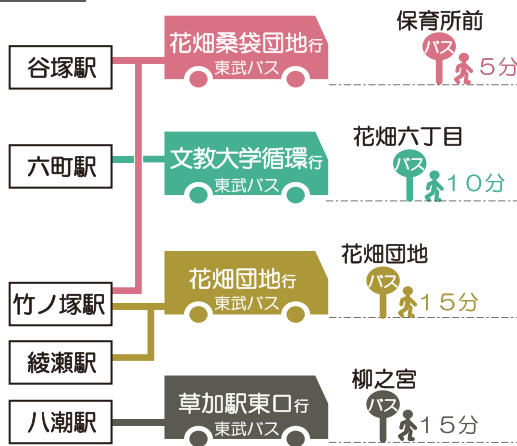 谷塚駅
花畑桑袋団地行
東武バス
保育所前
バス
5分
六町駅
文教大学循環行
東武バス
花畑六丁目
バス
10分
竹ノ塚駅
花畑団地行
東武バス
花畑団地
バス
15分
綾瀬駅
八潮駅
草加駅東口行
東武バス
柳之宮
バス
15分